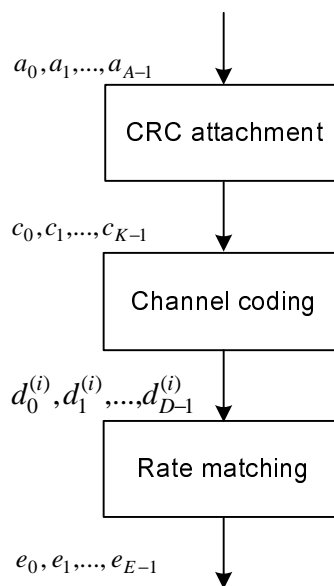 a_0, a_1,..., a_{A-1}
CRC attachment
c_0, c_1,..., c_{K-1}
Channel coding
d_0^{(i)}, d_1^{(i)},..., d_{D-1}^{(i)}
Rate matching
e_0, e_1,..., e_{E-1}